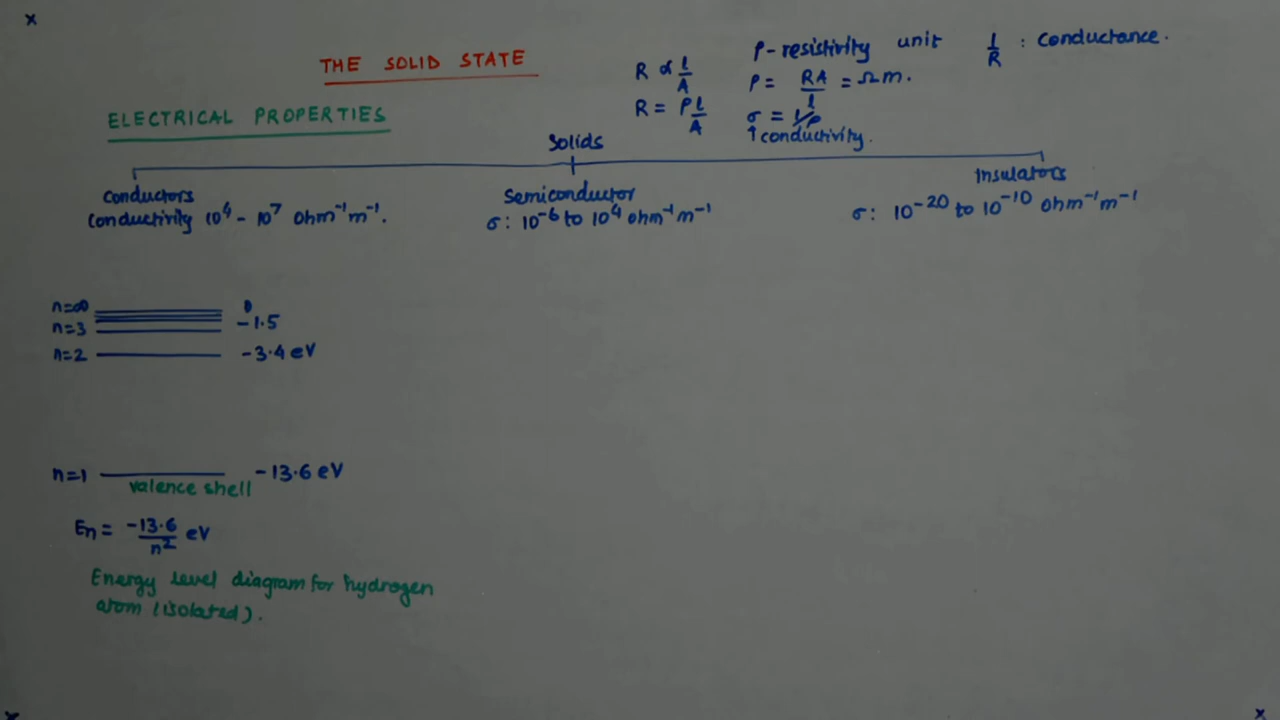 THE SOLID STATE
ELECTRICAL PROPERTIES
R ∝ l/A
R = ρl/A
ρ- resistivity unit
ρ = RA/l = Ωm.
σ = 1/ρ
↑ conductivity.
1/R : Conductance.
Solids
Conductors
Conductivity 10⁴ - 10⁷ ohm⁻¹m⁻¹.
Semiconductor
σ: 10⁻⁶ to 10⁴ ohm⁻¹m⁻¹
Insulators
σ: 10⁻²⁰ to 10⁻¹⁰ ohm⁻¹m⁻¹
n=∞ 0
n=3 -1.5
n=2 -3.4 eV
n=1 -13.6 eV
valence shell
En = -13.6/n² eV
Energy level diagram for hydrogen
atom (isolated).